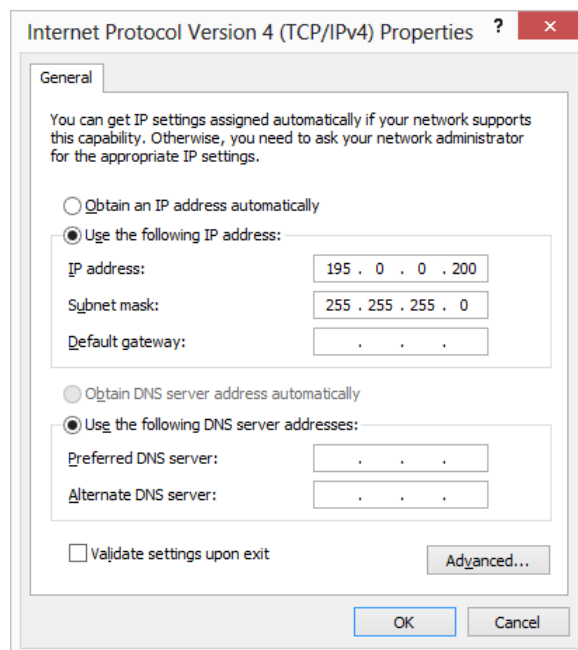 Internet Protocol Version 4 (TCP/IPv4) Properties ? ×
General
You can get IP settings assigned automatically if your network supports
this capability. Otherwise, you need to ask your network administrator
for the appropriate IP settings.
Obtain an IP address automatically
Use the following IP address:
IP address: 195 . 0 . 0 . 200
Subnet mask: 255 . 255 . 255 . 0
Default gateway: . . .
Obtain DNS server address automatically
Use the following DNS server addresses:
Preferred DNS server: . . .
Alternate DNS server: . . .
Validate settings upon exit
Advanced...
OK Cancel